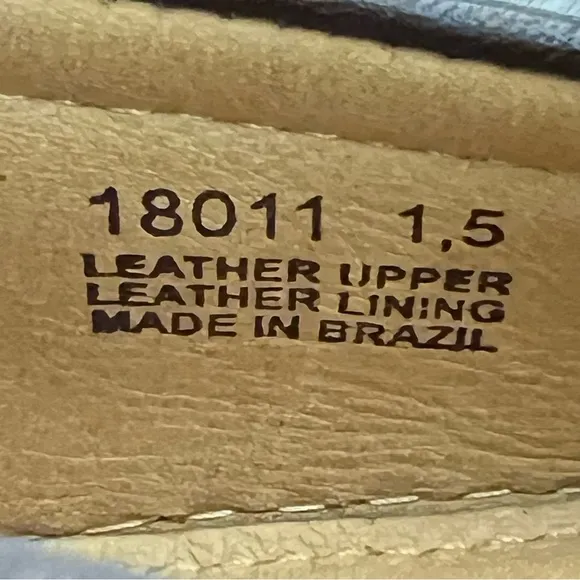 18011 1,5
LEATHER UPPER
LEATHER LINING
MADE IN BRAZIL